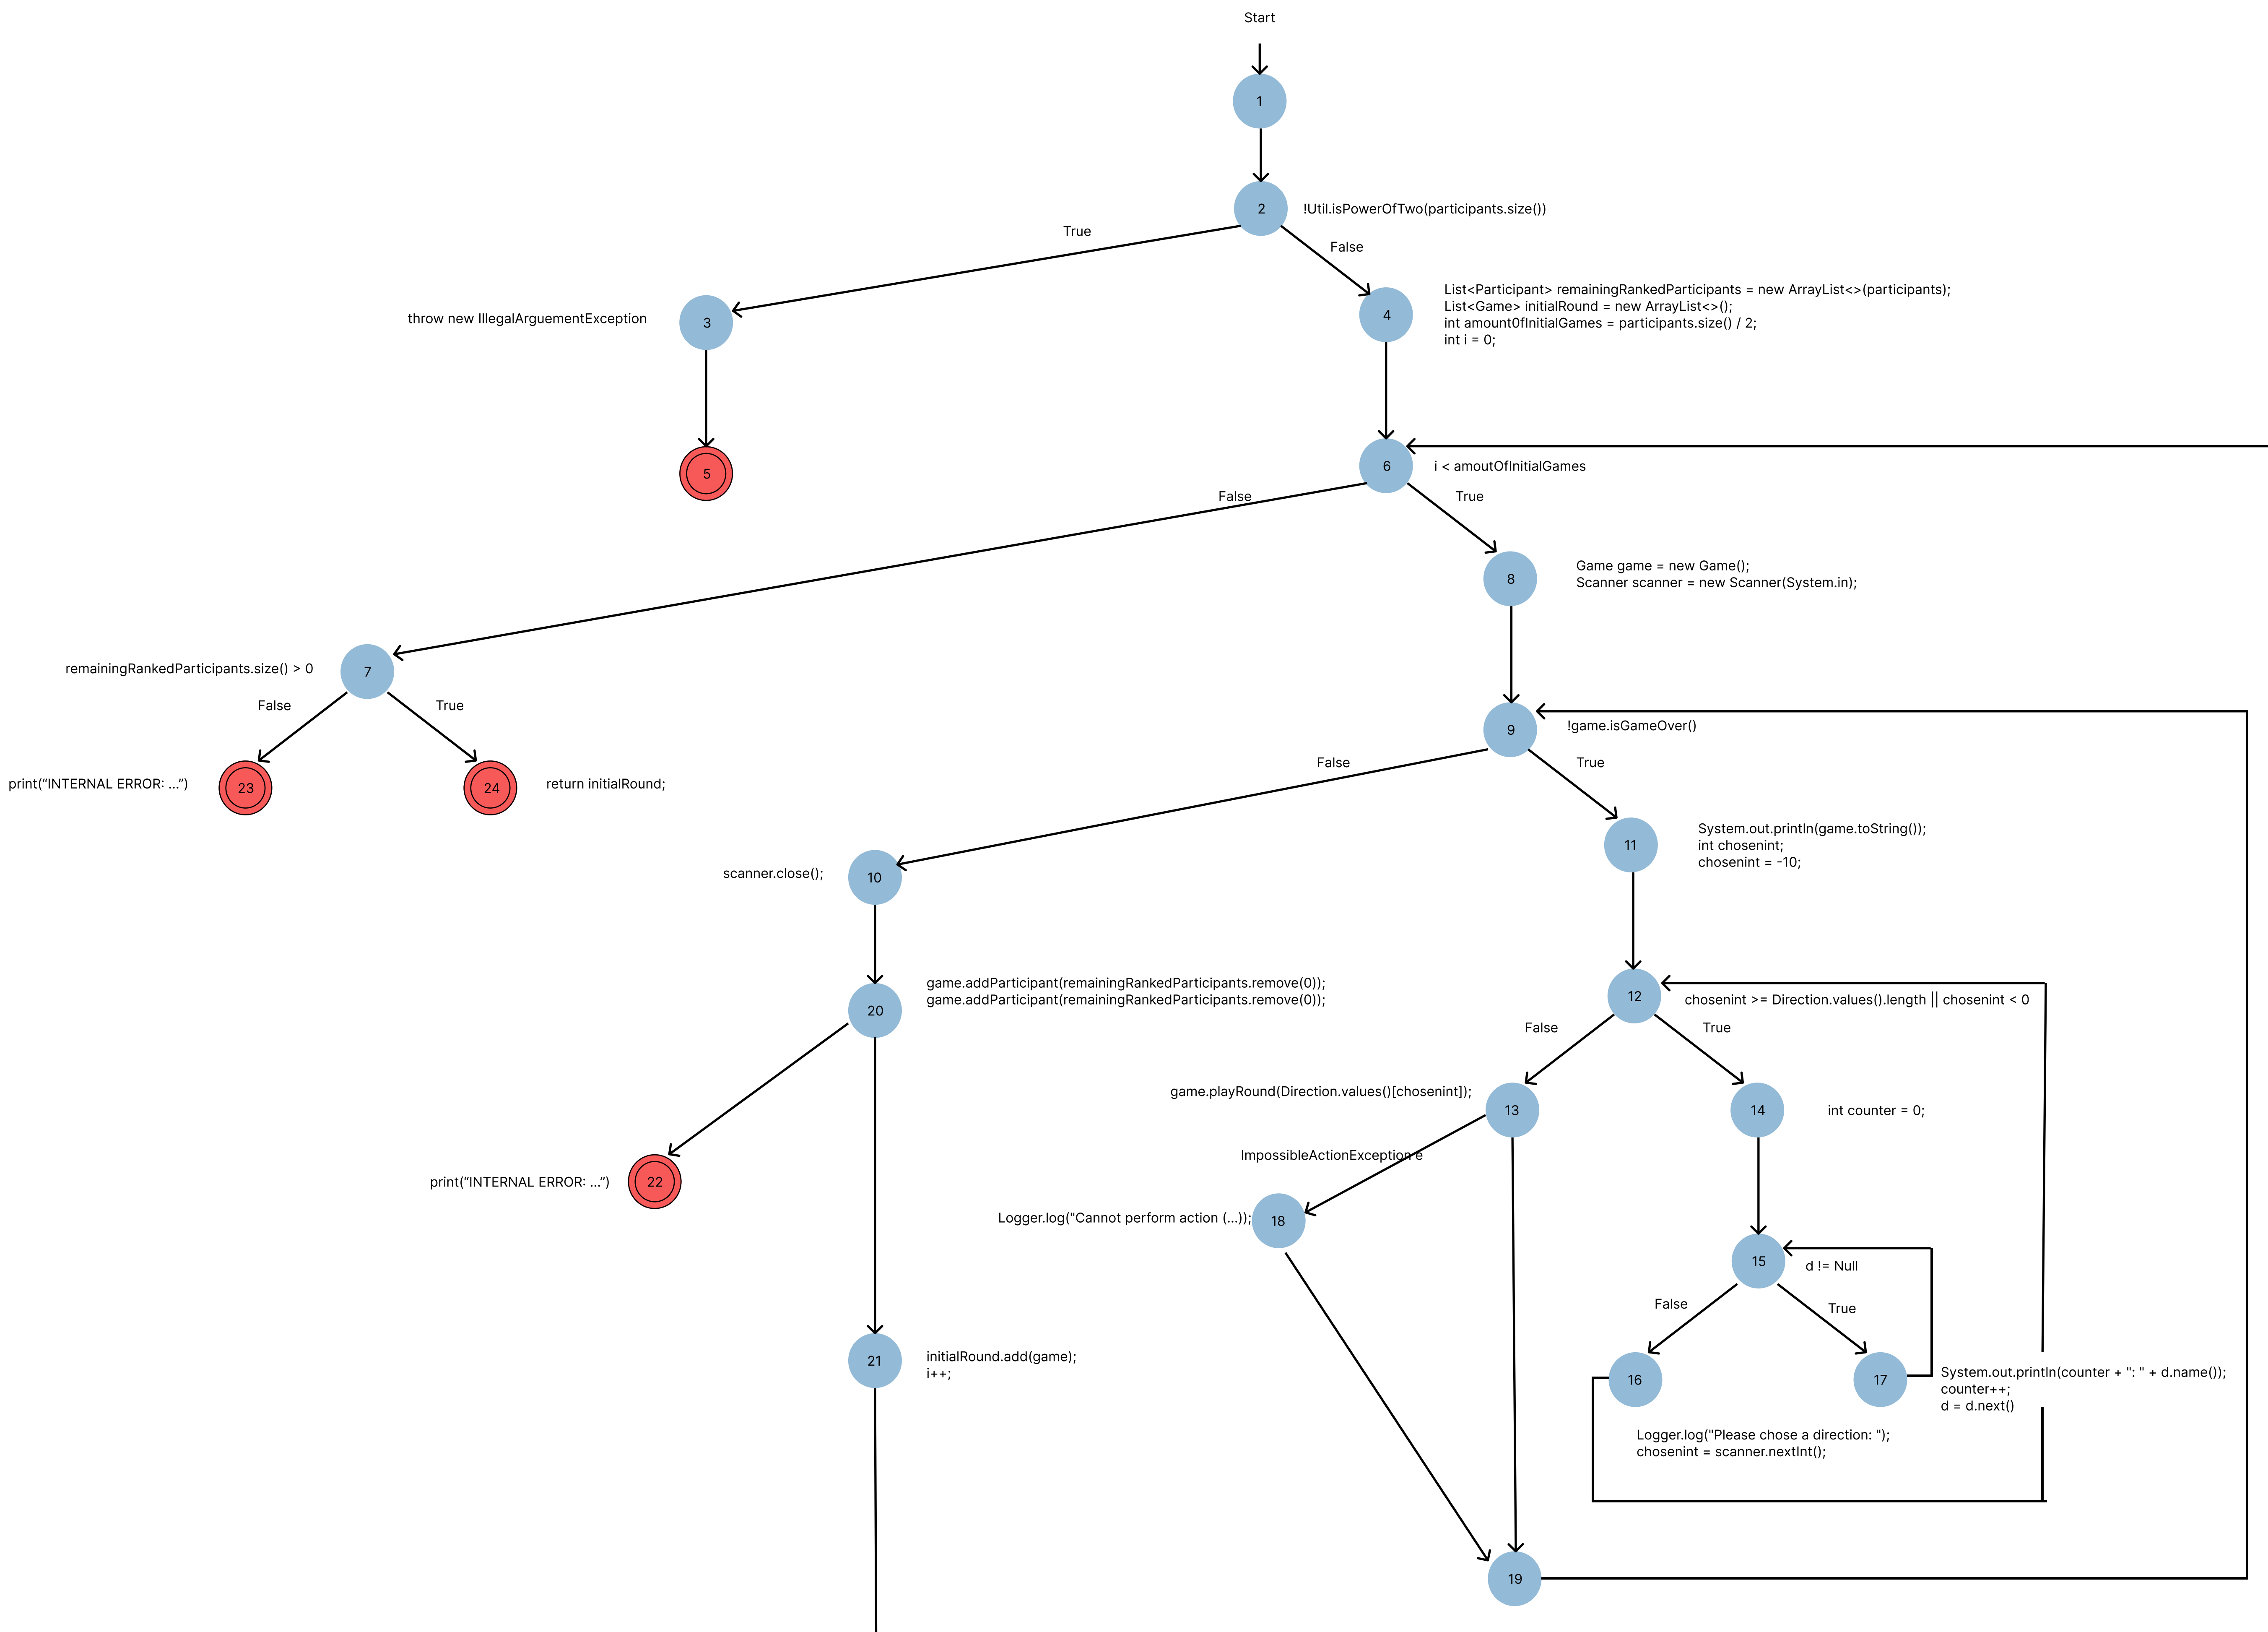 Start
1
2
!Util.isPowerOfTwo(participants.size())
True
False
3
throw new IllegalArguementException
4
List<Participant> remainingRankedParticipants = new ArrayList<>(participants);
List<Game> initialRound = new ArrayList<>();
int amount0fInitialGames = participants.size() / 2;
int i = 0;
5
6
i < amoutOfInitialGames
False
True
8
Game game = new Game();
Scanner scanner = new Scanner(System.in);
remainingRankedParticipants.size() > 0
7
False
True
print("INTERNAL ERROR: ...")
23
24
return initialRound;
9
!game.isGameOver()
False
True
11
System.out.println(game.toString());
int chosenint;
chosenint = -10;
scanner.close();
10
20
game.addParticipant(remainingRankedParticipants.remove(0));
game.addParticipant(remainingRankedParticipants.remove(0));
12
chosenint >= Direction.values().length || chosenint < 0
False
True
game.playRound(Direction.values()[chosenint]);
13
14
int counter = 0;
ImpossibleActionException e
print("INTERNAL ERROR: ...")
22
Logger.log("Cannot perform action (...));
18
15
d != Null
False
True
21
initialRound.add(game);
i++;
16
17
System.out.println(counter + ": " + d.name());
counter++;
d = d.next()
Logger.log("Please chose a direction: ");
chosenint = scanner.nextInt();
19